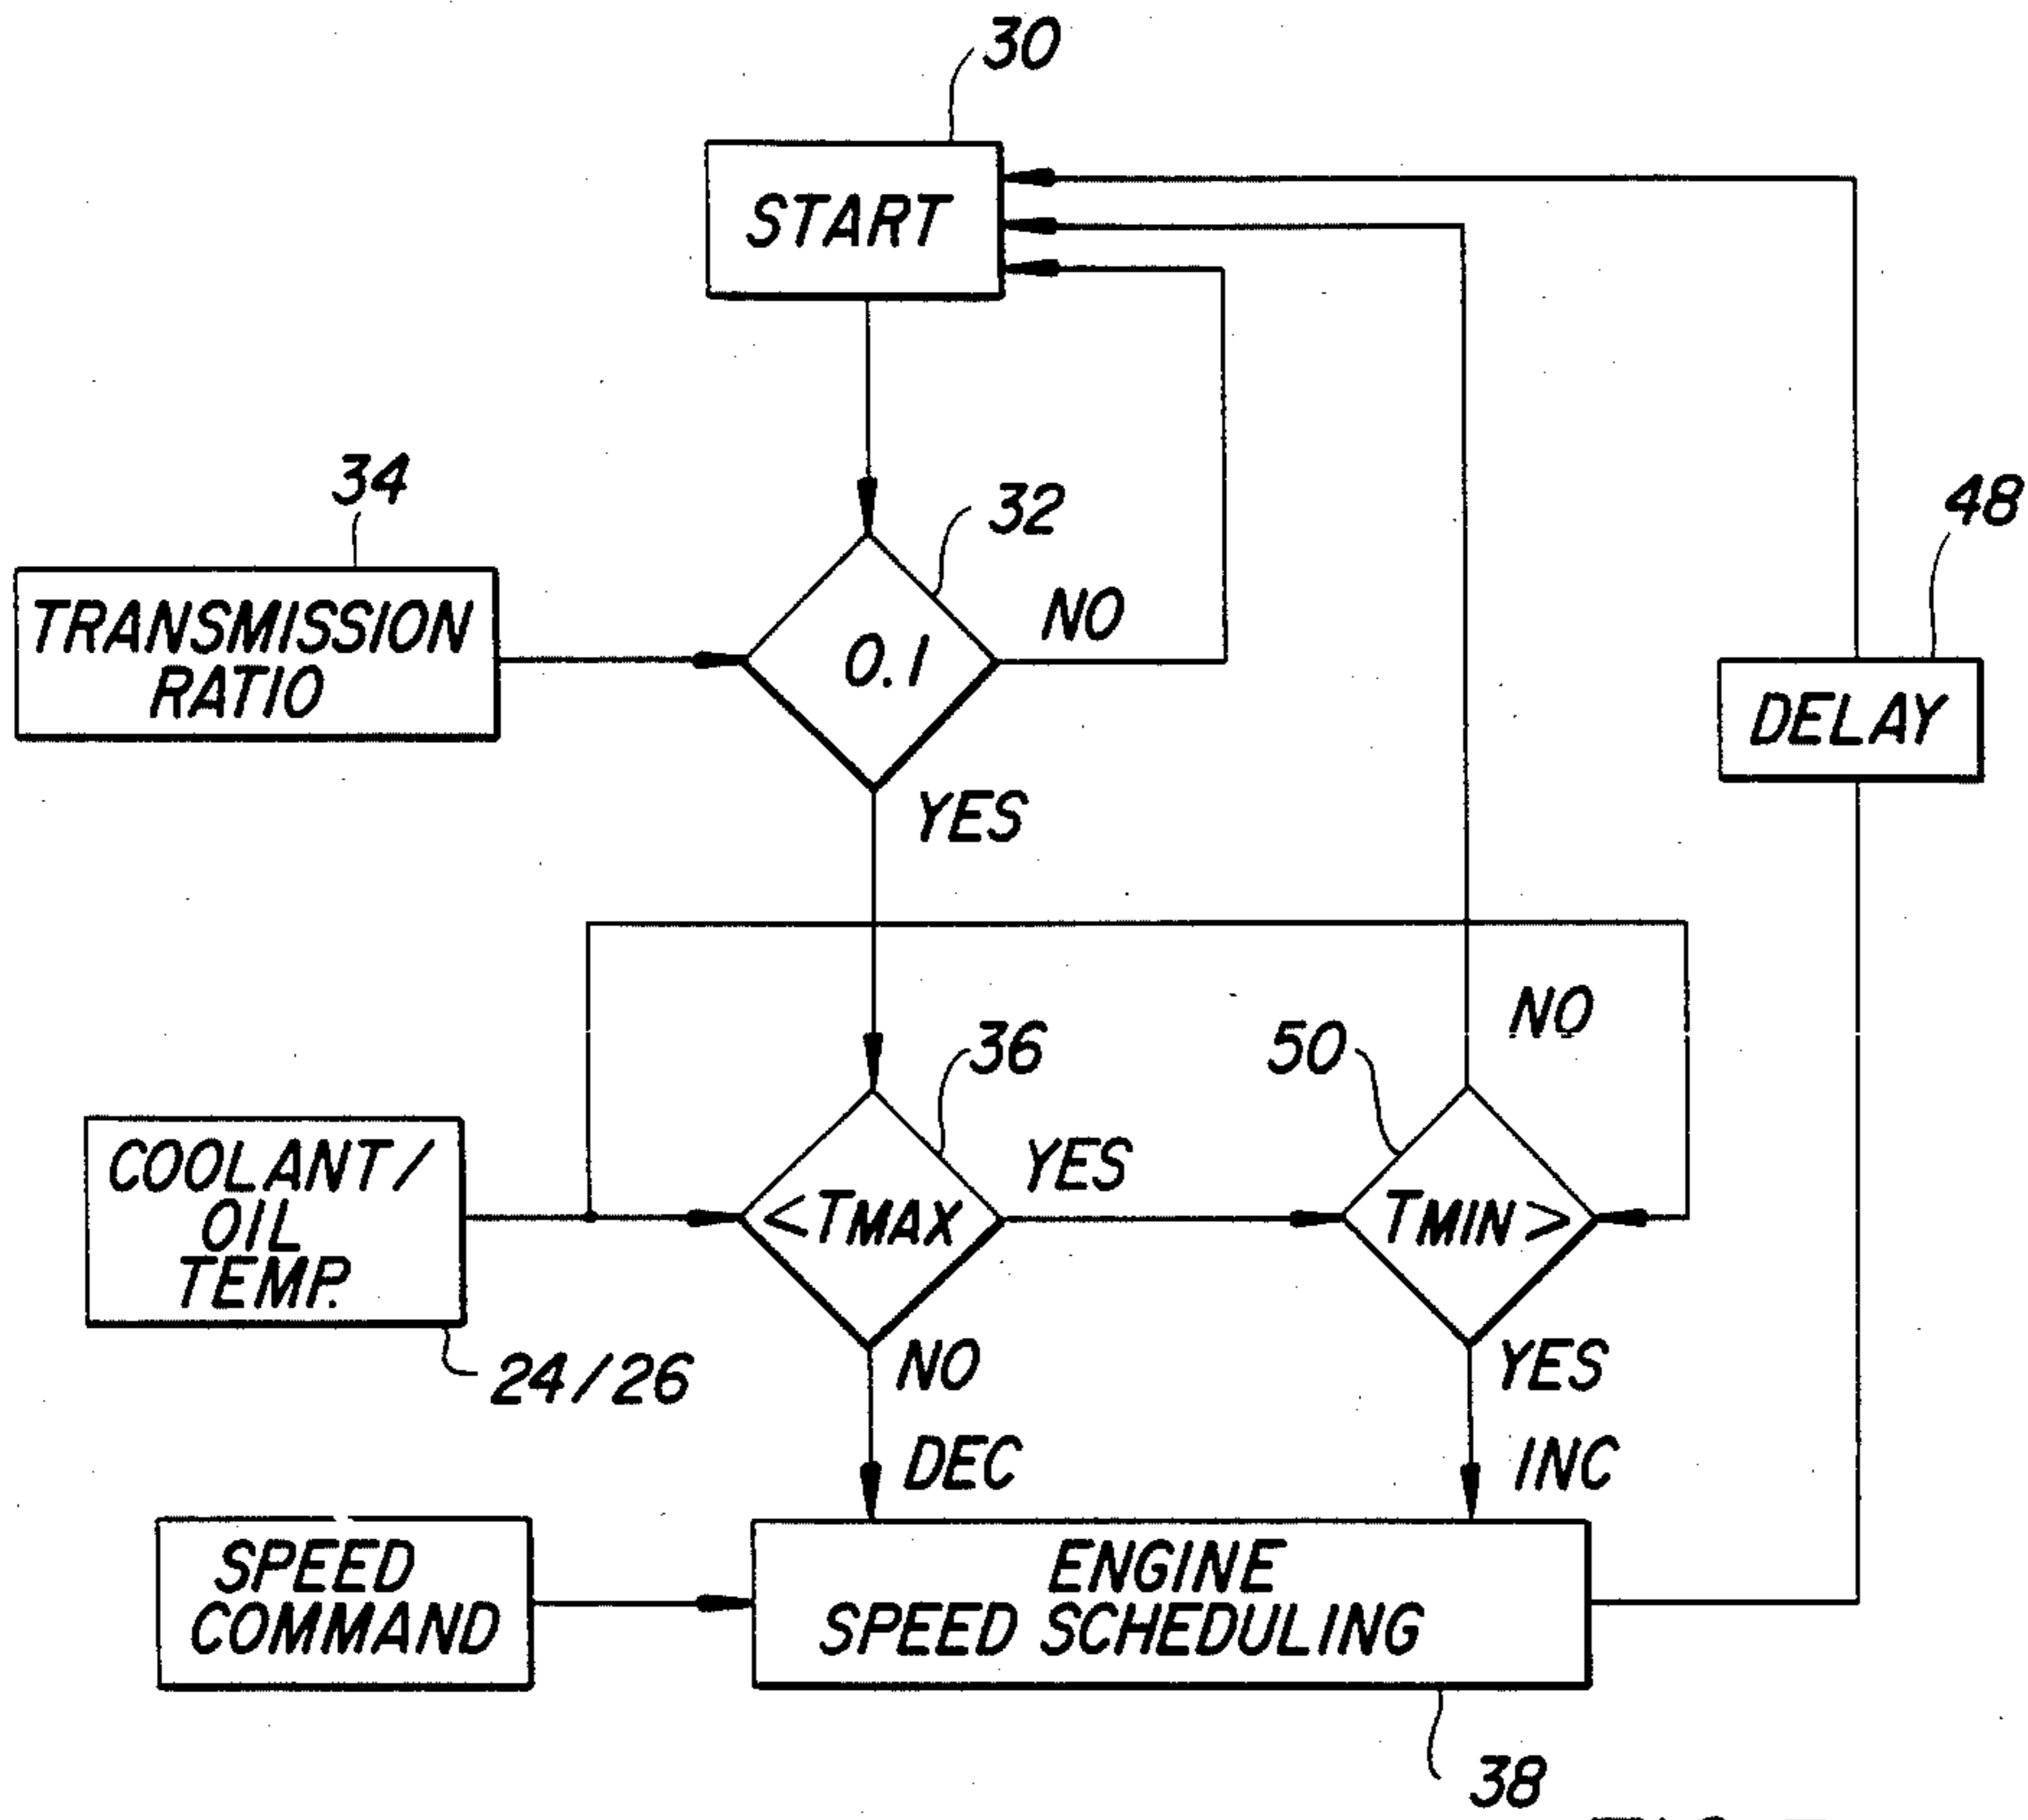 30
START
34
32
48
TRANSMISSION
RATIO
0.1
NO
DELAY
YES
36
50
NO
COOLANT/
OIL
TEMP.
<TMAX
YES
TMIN>
24/26
NO
YES
DEC
INC
SPEED
COMMAND
ENGINE
SPEED SCHEDULING
38